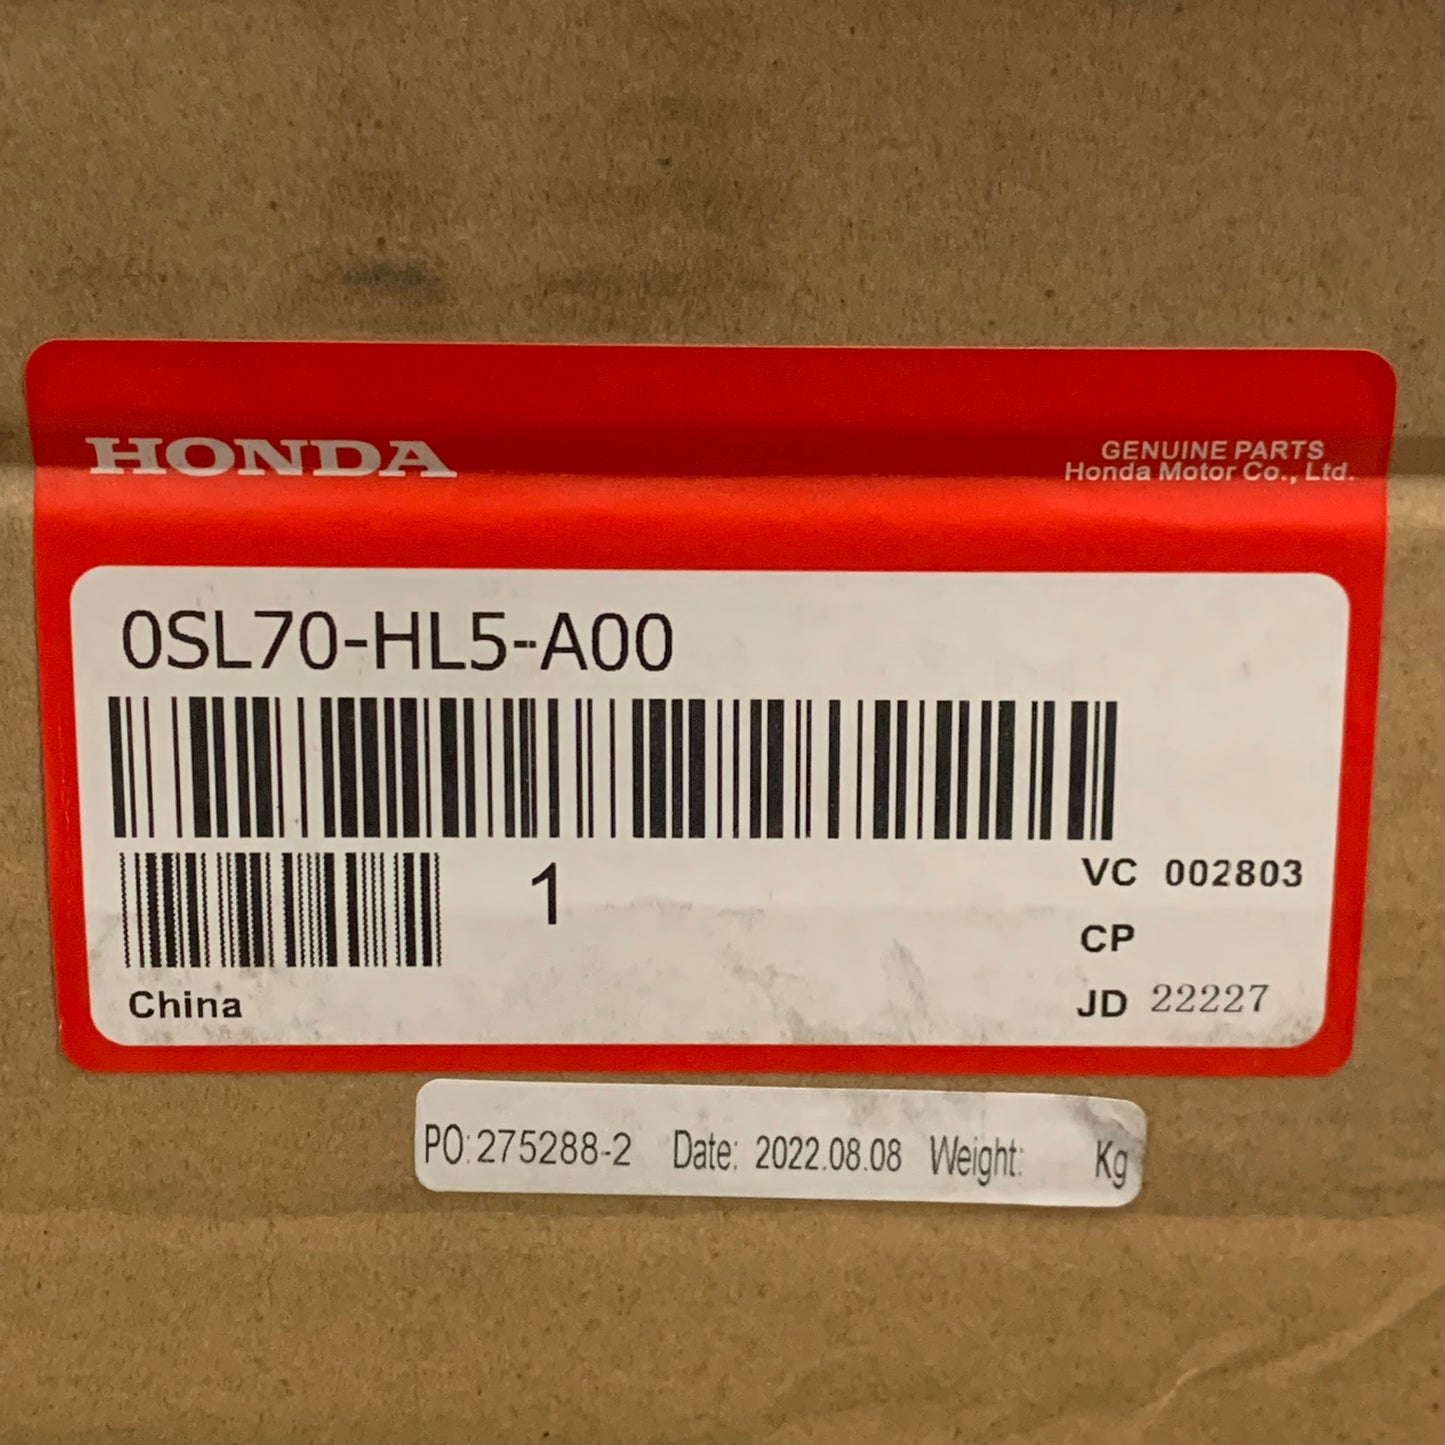 HONDA
GENUINE PARTS
Honda Motor Co., Ltd.
0SL70-HL5-A00
1
VC 002803
CP
JD 22227
China
PO:275288-2 Date: 2022.08.08 Weight: Kg